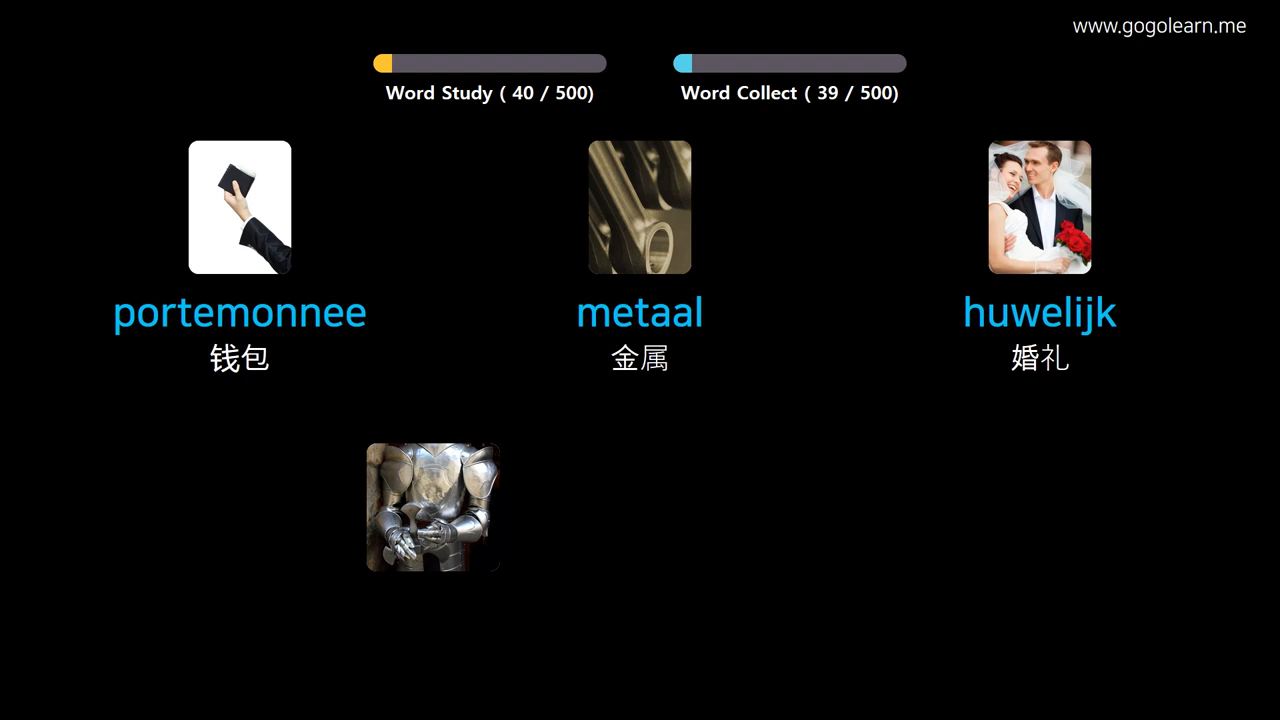 www.gogolearn.me
Word Study ( 40 / 500)
Word Collect ( 39 / 500)
portemonnee
metaal
huwelijk
钱包
金属
婚礼